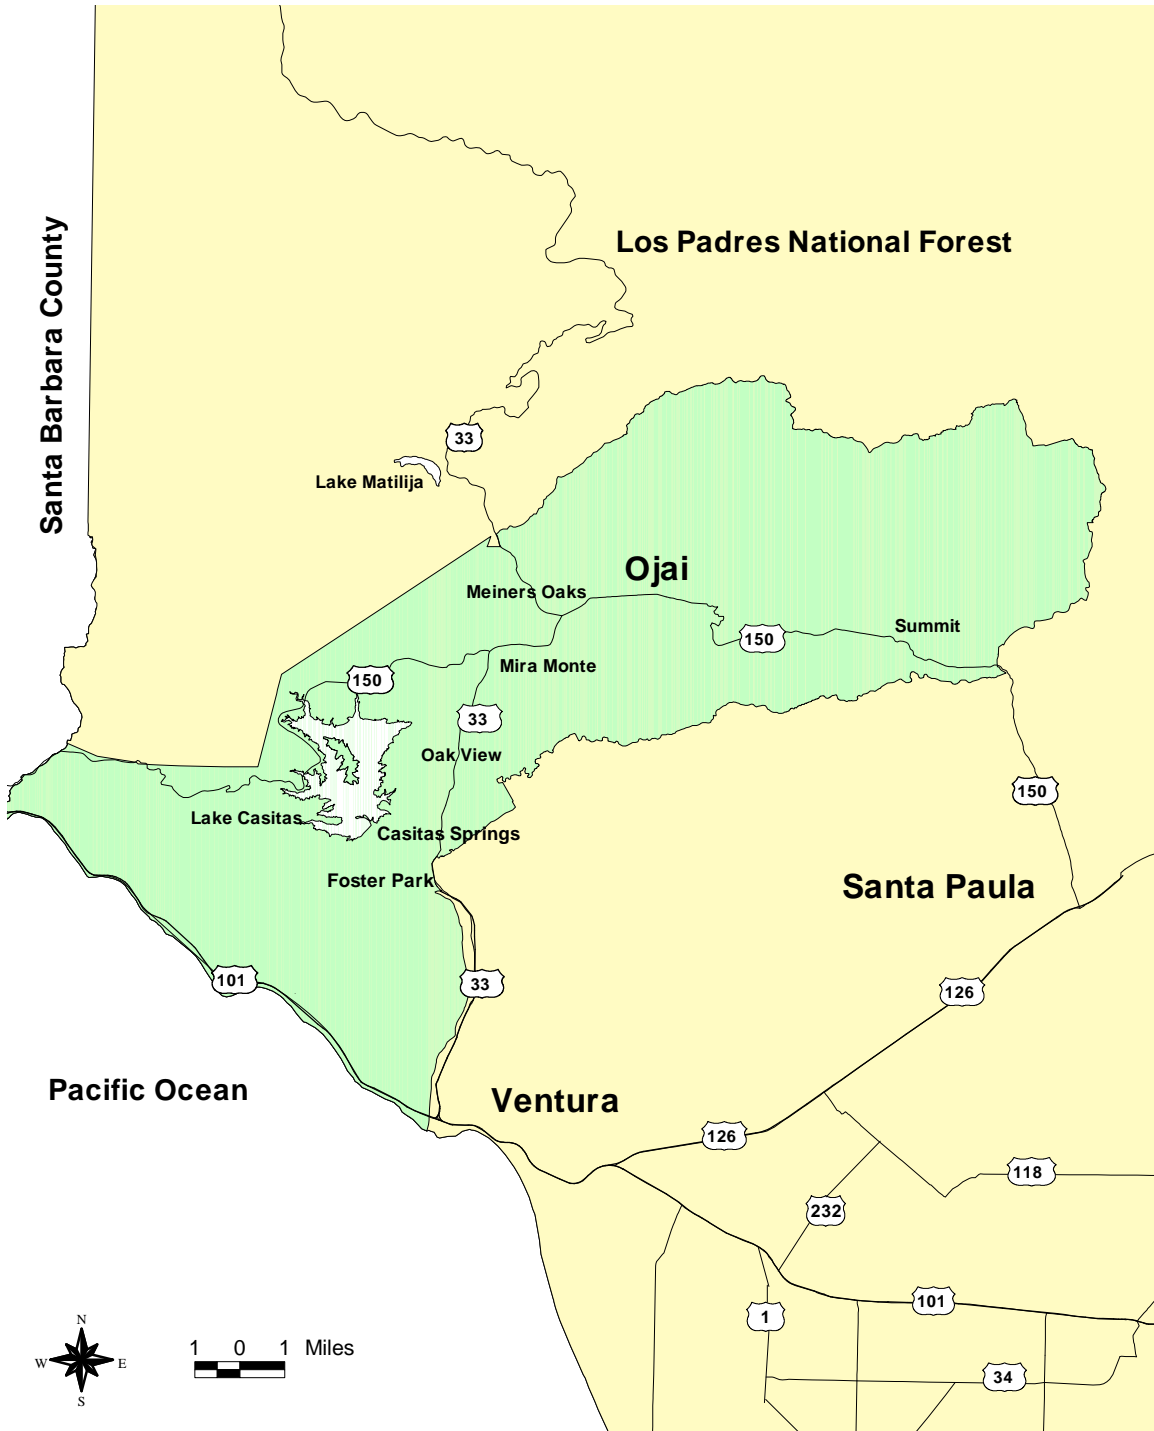 Santa Barbara County
Los Padres National Forest
33
Lake Matilija
Ojai
Meiners Oaks
Summit
150
Mira Monte
150
33
Oak View
150
Lake Casitas
Casitas Springs
Foster Park
Santa Paula
101
33
126
Pacific Ocean
Ventura
126
118
232
101
1
34
N
W
E
S
1 0 1 Miles